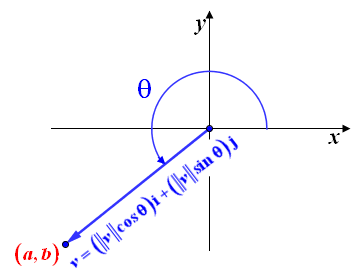 y
θ
x
v = (‖v‖cos θ)i + (‖v‖sin θ)j
(a, b)